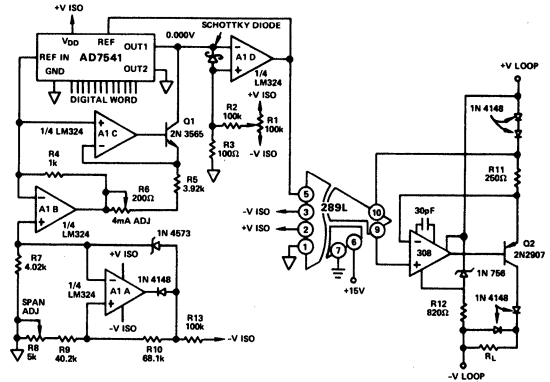 +V ISO
VDD
REF
AD7541
REF IN
OUT1
GND
OUT2
DIGITAL WORD
0.000V
SCHOTTKY DIODE
A1 D
1/4
LM324
+V ISO
R2
100k
R1
100k
R3
100Ω
-V ISO
1/4 LM324
A1 C
Q1
2N 3565
R4
1k
R6
200Ω
R5
3.92k
A1 B
4mA ADJ
1/4
LM324
1N 4573
R7
4.02k
+V ISO
1/4
LM324
1N 4148
A1 A
-V ISO
SPAN
ADJ
R13
100k
-V ISO
R8
5k
R9
40.2k
R10
68.1k
5
3
2
1
-V ISO
+V ISO
289L
10
9
6
7
+15V
+V LOOP
1N 4148
R11
250Ω
30pF
308
Q2
2N2907
1N 756
R12
820Ω
1N 4148
RL
-V LOOP